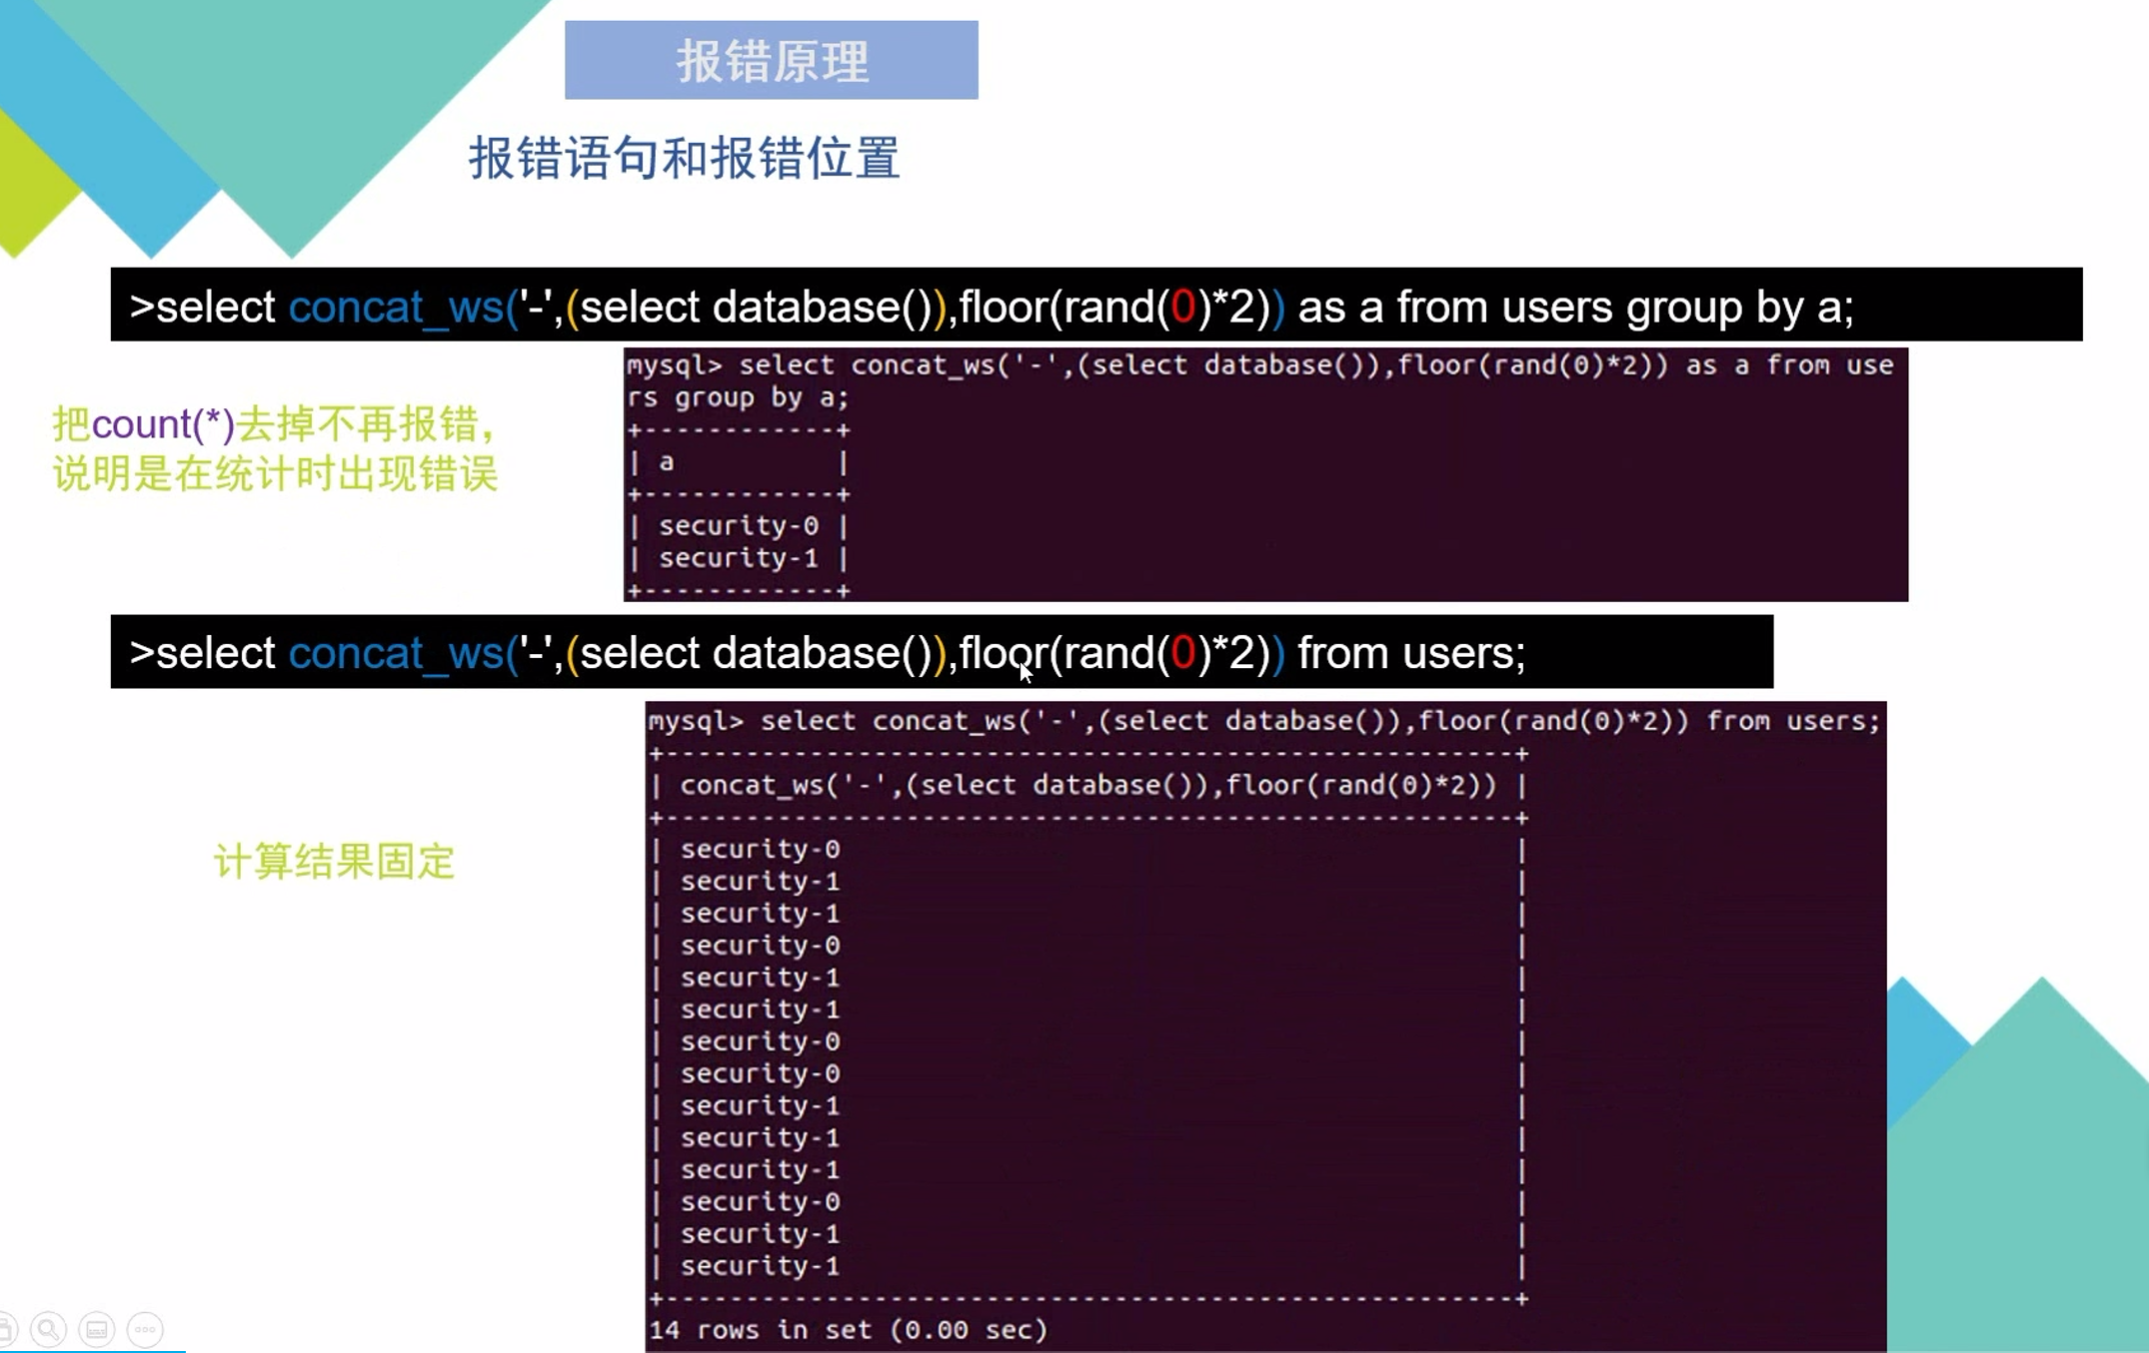 报错原理
报错语句和报错位置
>select concat_ws('-',(select database()),floor(rand(0)*2)) as a from users group by a;
mysql> select concat_ws('-',(select database()),floor(rand(0)*2)) as a from use
rs group by a;
+------------+
| a          |
+------------+
| security-0 |
| security-1 |
+------------+
把count(*)去掉不再报错，
说明是在统计时出现错误
>select concat_ws('-',(select database()),floor(rand(0)*2)) from users;
mysql> select concat_ws('-',(select database()),floor(rand(0)*2)) from users;
+-----------------------------------------------------+
| concat_ws('-',(select database()),floor(rand(0)*2)) |
+-----------------------------------------------------+
| security-0                                          |
| security-1                                          |
| security-1                                          |
| security-0                                          |
| security-1                                          |
| security-1                                          |
| security-0                                          |
| security-0                                          |
| security-1                                          |
| security-1                                          |
| security-1                                          |
| security-0                                          |
| security-1                                          |
| security-1                                          |
+-----------------------------------------------------+
14 rows in set (0.00 sec)
计算结果固定